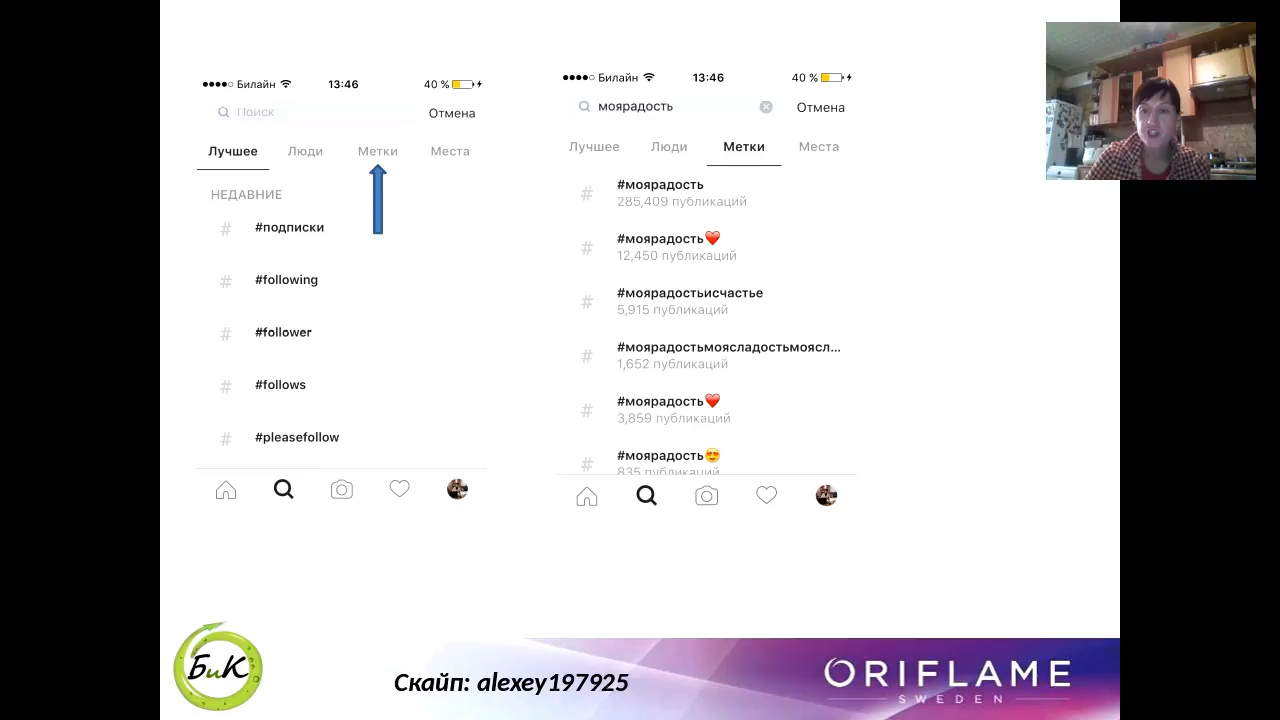 Билайн 13:46 40 %
Поиск Отмена
Лучшее Люди Метки Места
НЕДАВНИЕ
# #подписки
# #following
# #follower
# #follows
# #pleasefollow
Билайн 13:46 40 %
моярадость Отмена
Лучшее Люди Метки Места
# #моярадость
285,409 публикаций
# #моярадость❤️
12,450 публикаций
# #моярадостьисчастье
5,915 публикаций
# #моярадостьмоясладостьмоясл...
1,652 публикаций
# #моярадость❤️
3,859 публикаций
# #моярадость😍
835 публикаций
БиК
Скайп: alexey197925
ORIFLAME
SWEDEN